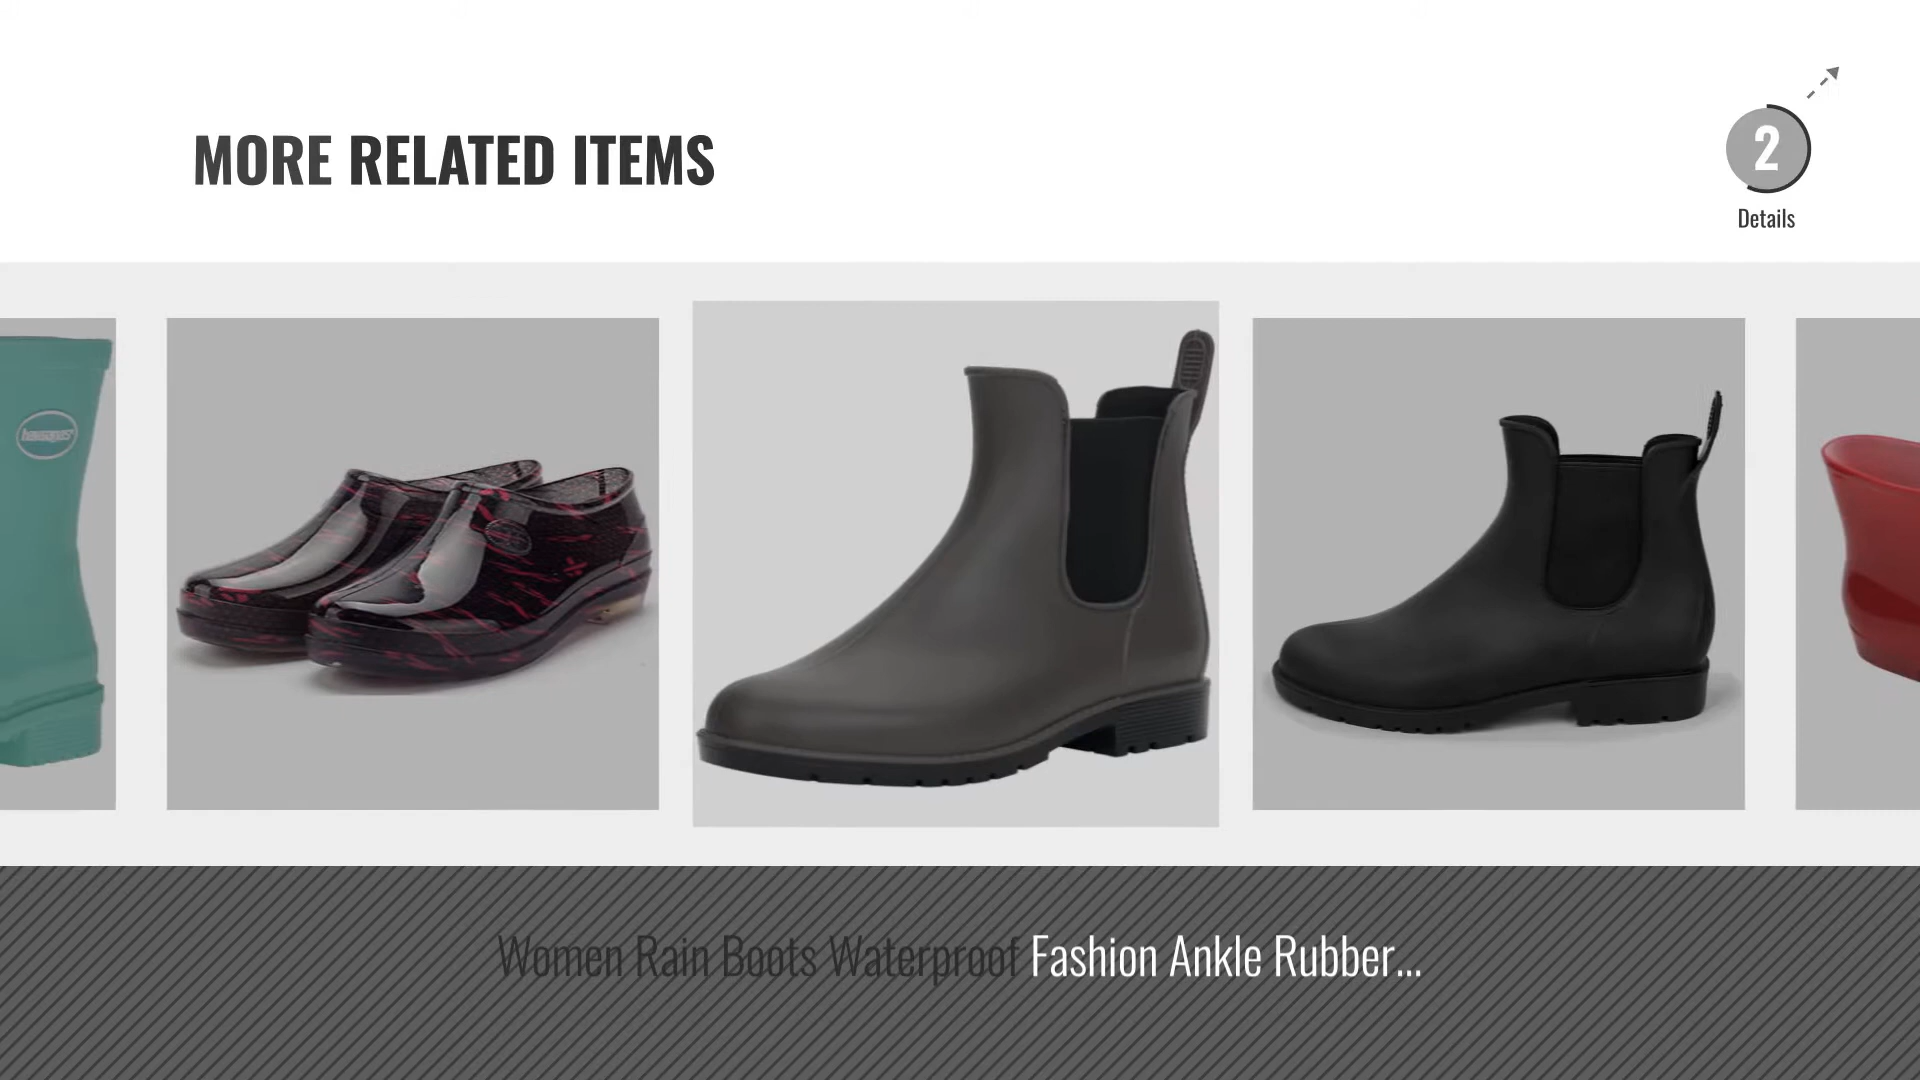 MORE RELATED ITEMS
2
Details
Women Rain Boots Waterproof Fashion Ankle Rubber...